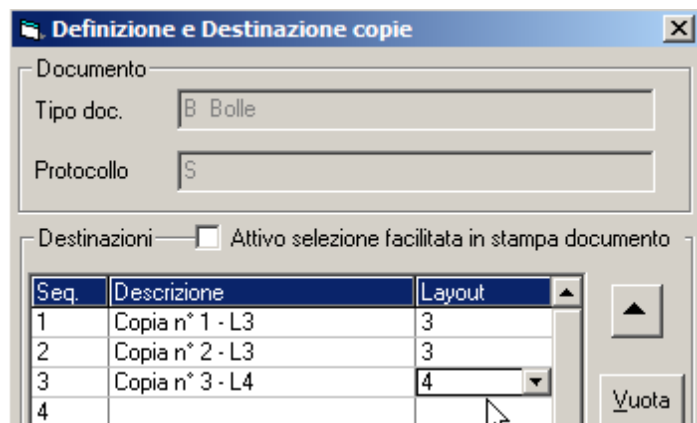 Definizione e Destinazione copie
Documento
Tipo doc. B Bolle
Protocollo S
Destinazioni Attivo selezione facilitata in stampa documento
Seq. Descrizione Layout
1 Copia n° 1 - L3 3
2 Copia n° 2 - L3 3
3 Copia n° 3 - L4 4
Vuota
4